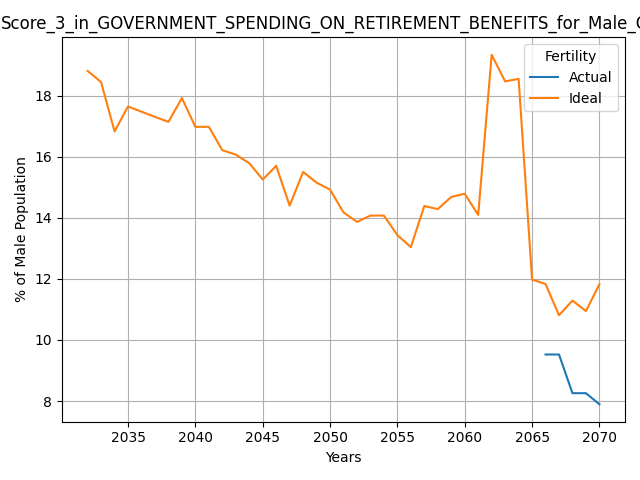 Score_3_in_GOVERNMENT_SPENDING_ON_RETIREMENT_BENEFITS_for_Male_
Fertility
Actual
Ideal
% of Male Population
18
16
14
12
10
8
2035 2040 2045 2050 2055 2060 2065 2070
Years